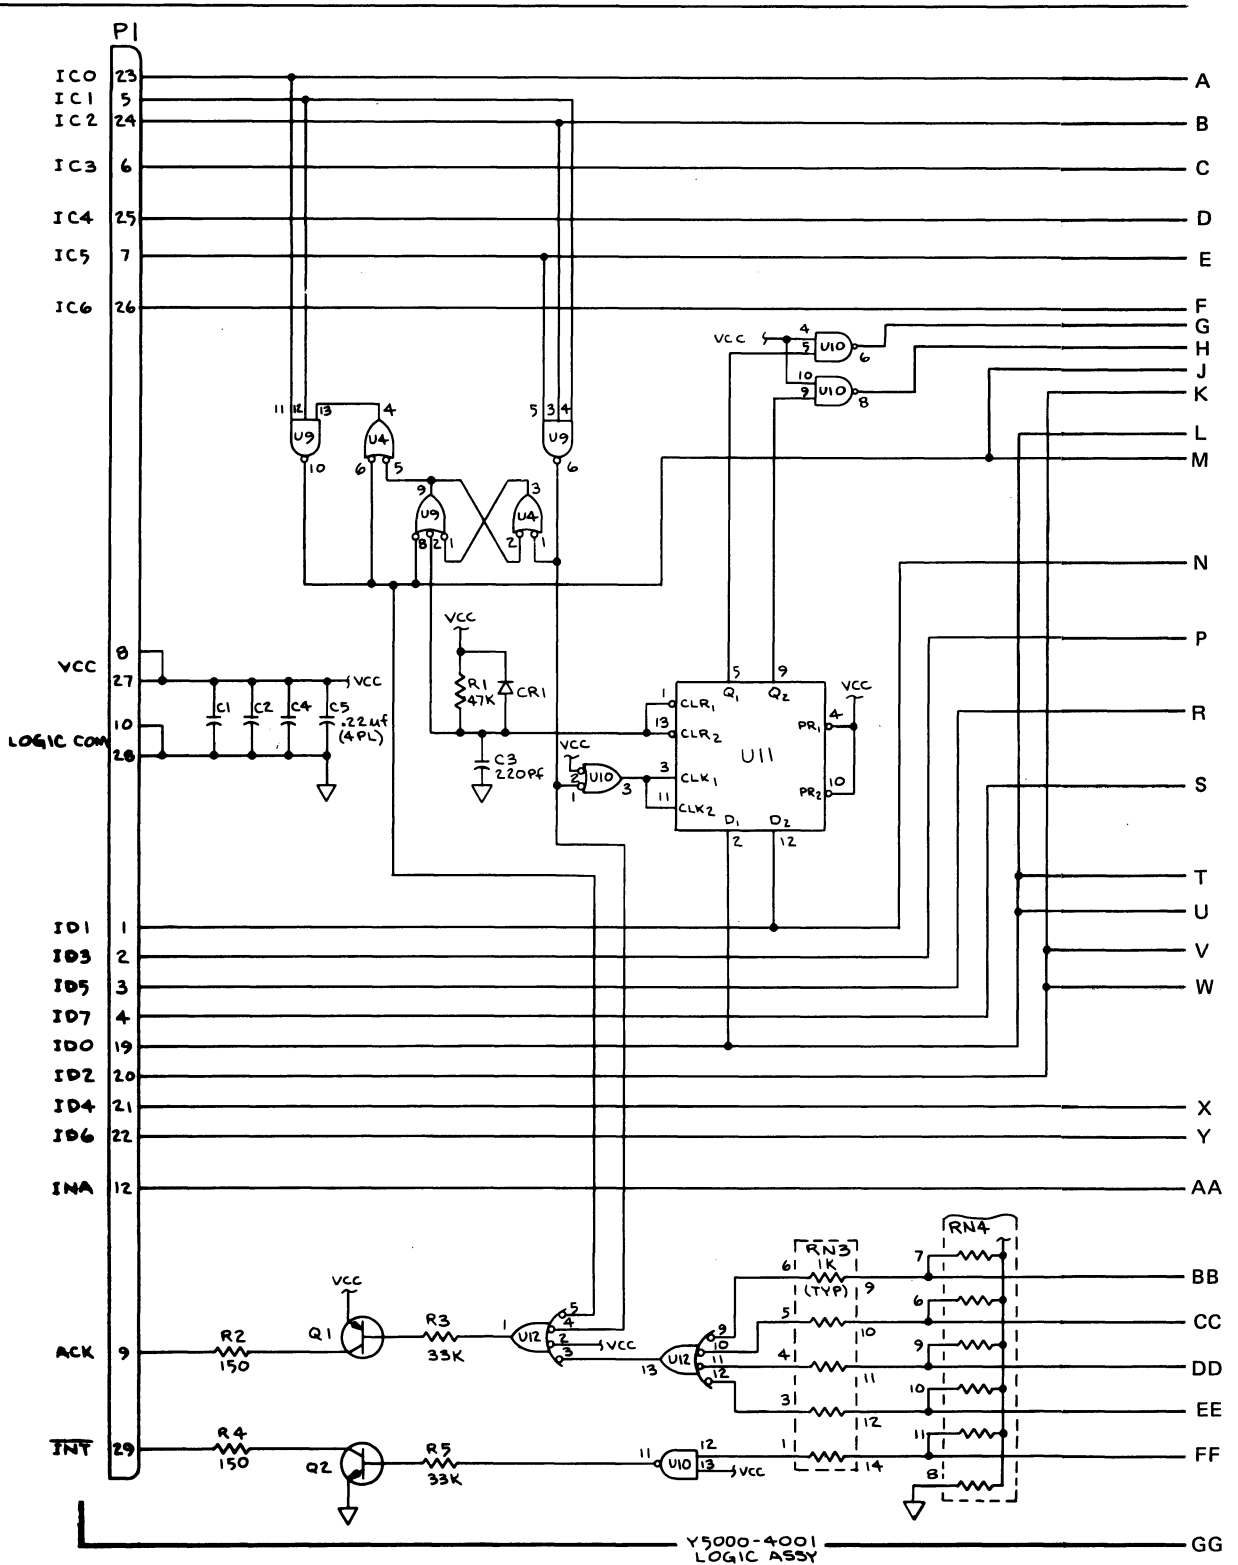 P1
IC0 23 A
IC1 5
IC2 24 B
IC3 6 C
IC4 25 D
IC5 7 E
IC6 26 F
G
VCC 4 5 U10 6 H
J
10 9 U10 8 K
11 12 13 4 5 3 4
U9 U4 U9 L
10 6 5 6 M
9 3
U9 U4
8 2 1 2 1
N
VCC
P
VCC 8
27 VCC
R1 47K CR1
C1 C2 C4 C5
.22uf
(4PL)
10
LOGIC COM
28
C3
220Pf
VCC
2 1 U10 3
5 9
Q1 Q2
1 CLR1
13 CLR2
3 CLK1
11 CLK2
U11
VCC
PR1 4
PR2 10
D1 D2
2 12
R
S
T
U
ID1 1
V
ID3 2
ID5 3 W
ID7 4
ID0 19
ID2 20
ID4 21 X
ID6 22 Y
INA 12 AA
RN4
RN3
1K
(TYP)
6 9 7 BB
5 10 6 CC
4 11 9 DD
3 12 10 EE
1 14 11 FF
8
VCC
Q1
R3
33K
1 U12 5 4 2 3
VCC
13 U12 9 10 11 12
ACK 9
R2
150
INT 29
R4
150
Q2
R5
33K
11 U10 12 13
VCC
Y5000-4001 GG
LOGIC ASSY